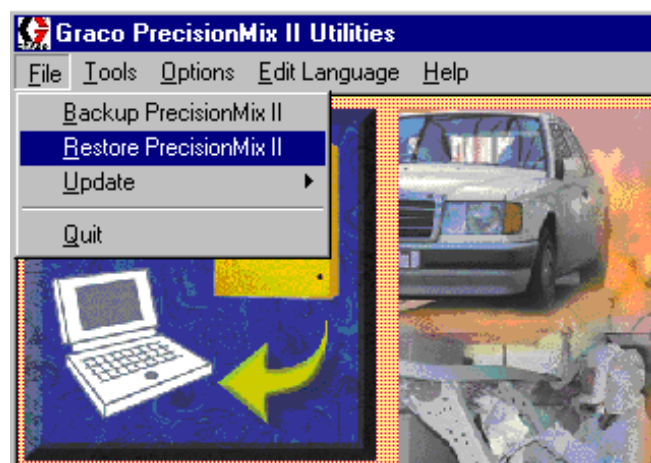 Graco PrecisionMix II Utilities
File Tools Options Edit Language Help
Backup PrecisionMix II
Restore PrecisionMix II
Update
Quit